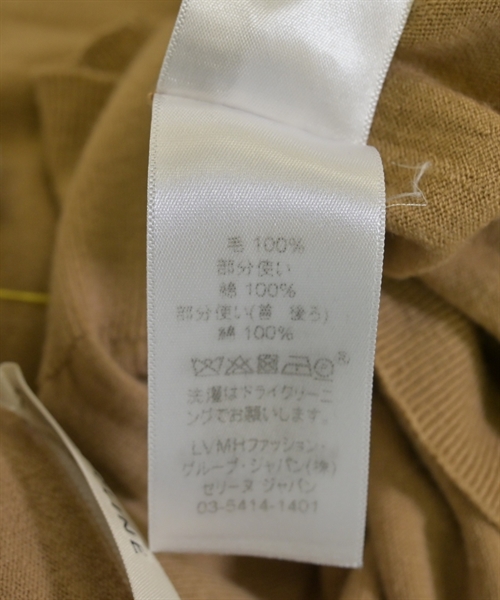 毛 100%
部分使い
綿 100%
部分使い(首 後ろ)
綿 100%
洗濯はドライクリーニ
ングでお願いします。
LVMHファッション・
グループ・ジャパン(株)
セリーヌ ジャパン
03-5414-1401
INE